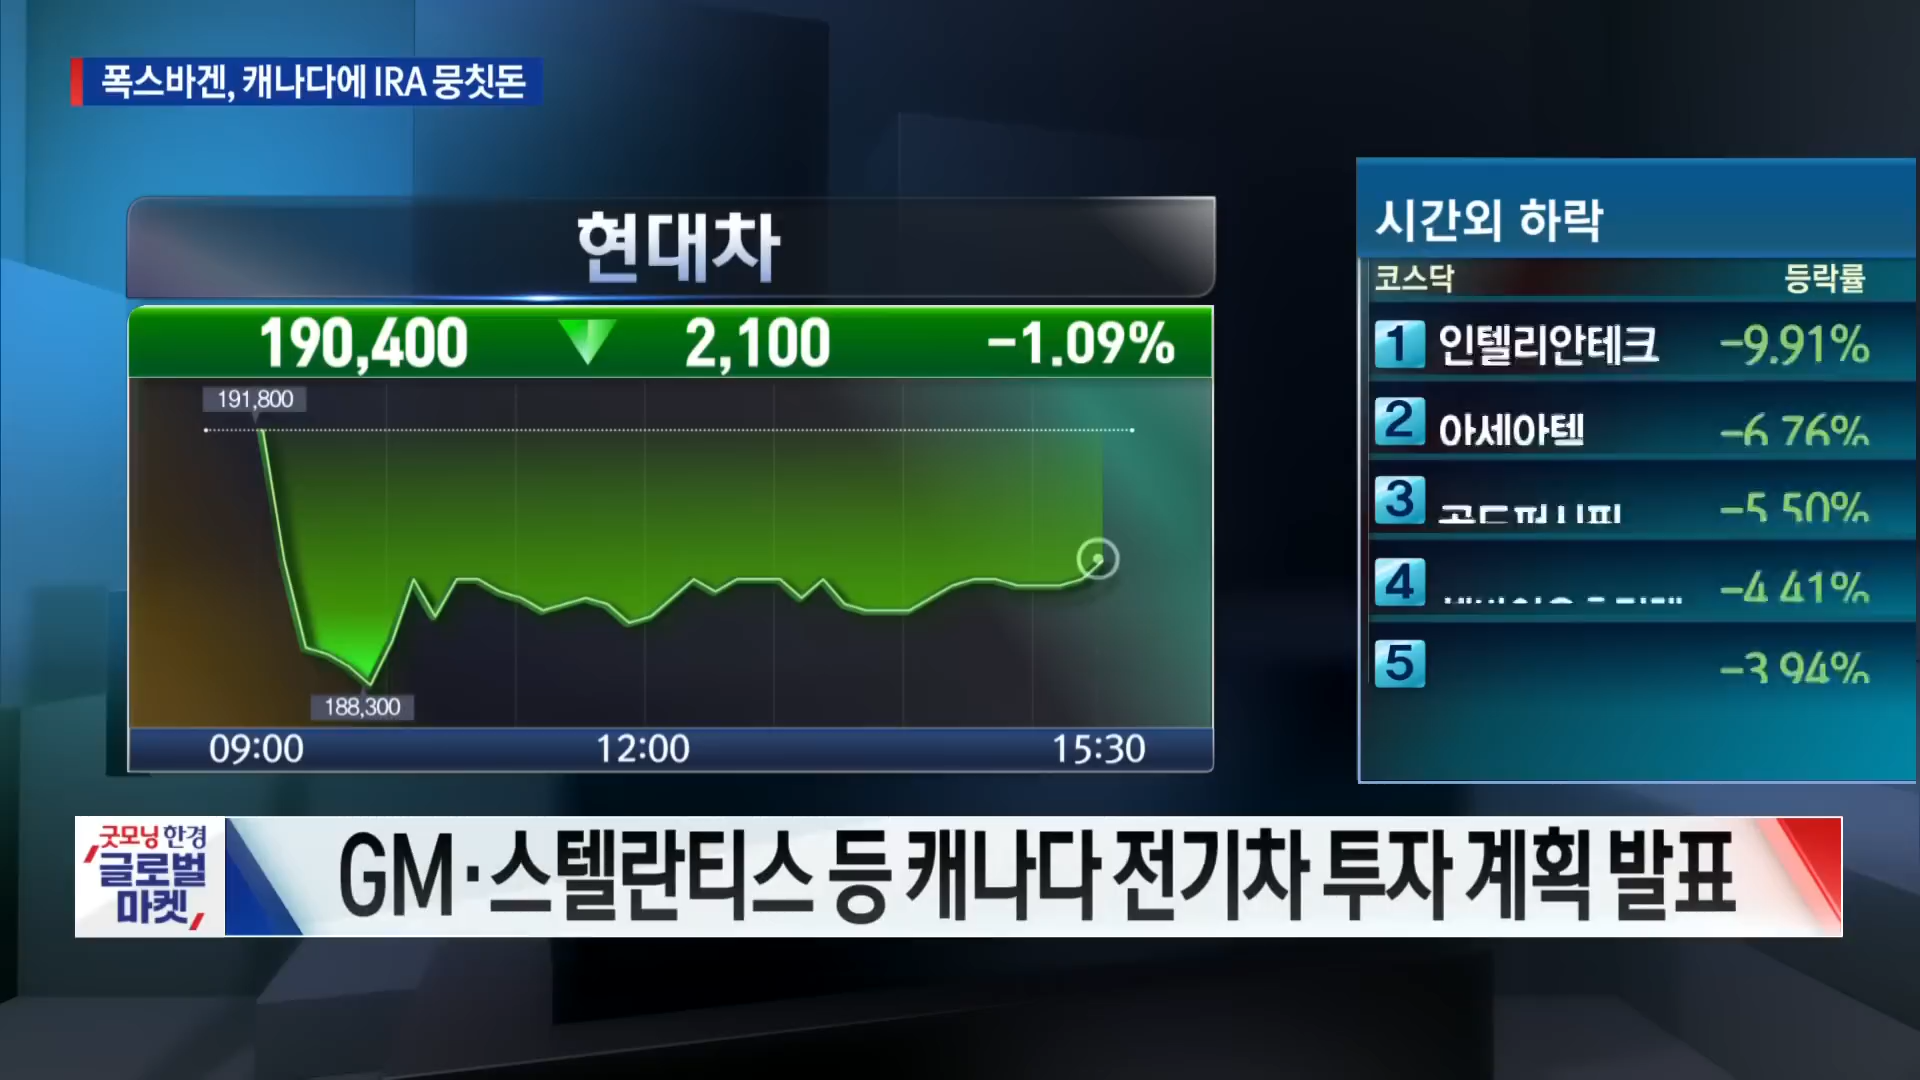 폭스바겐, 캐나다에 IRA 뭉칫돈
현대차
190,400 ▼ 2,100 -1.09%
191,800
188,300
09:00 12:00 15:30
시간외 하락
코스닥 등락률
1 인텔리안테크 -9.91%
2 아세아텍 -6.76%
3 -5.50%
4 -4.41%
5 -3.94%
굿모닝 한경
글로벌
마켓
GM·스텔란티스 등 캐나다 전기차 투자 계획 발표